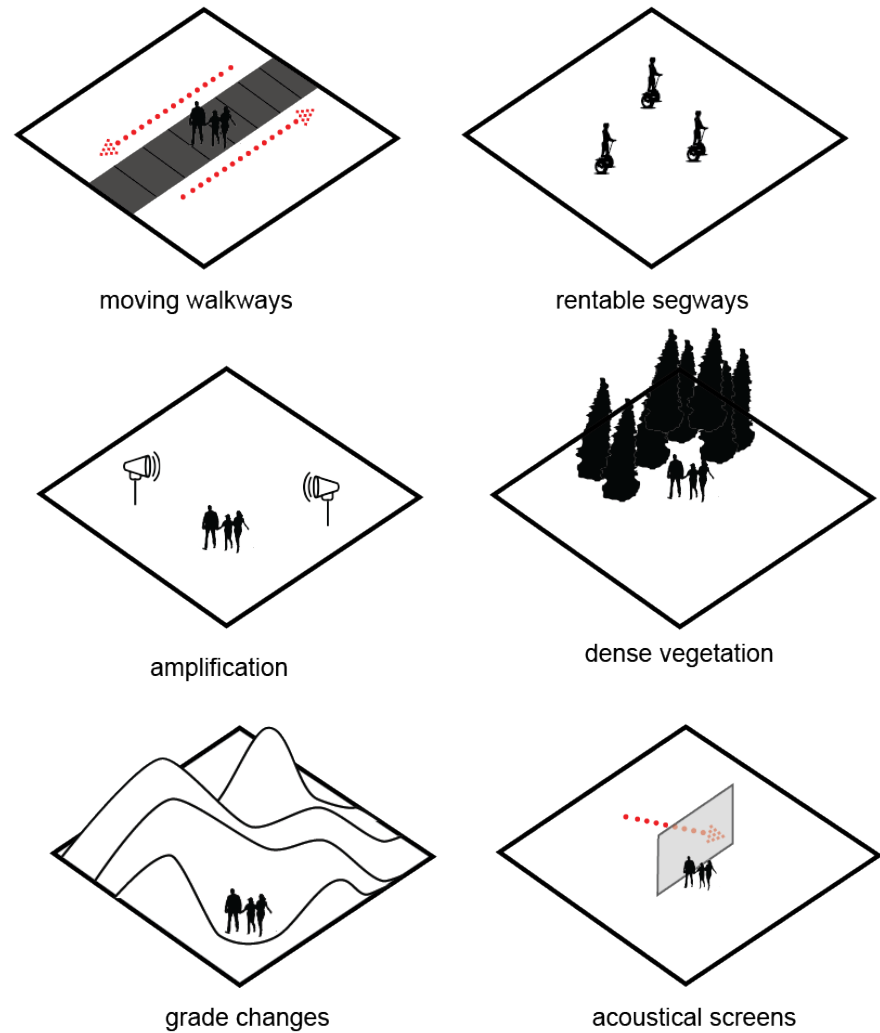 moving walkways
rentable segways
amplification
dense vegetation
grade changes
acoustical screens